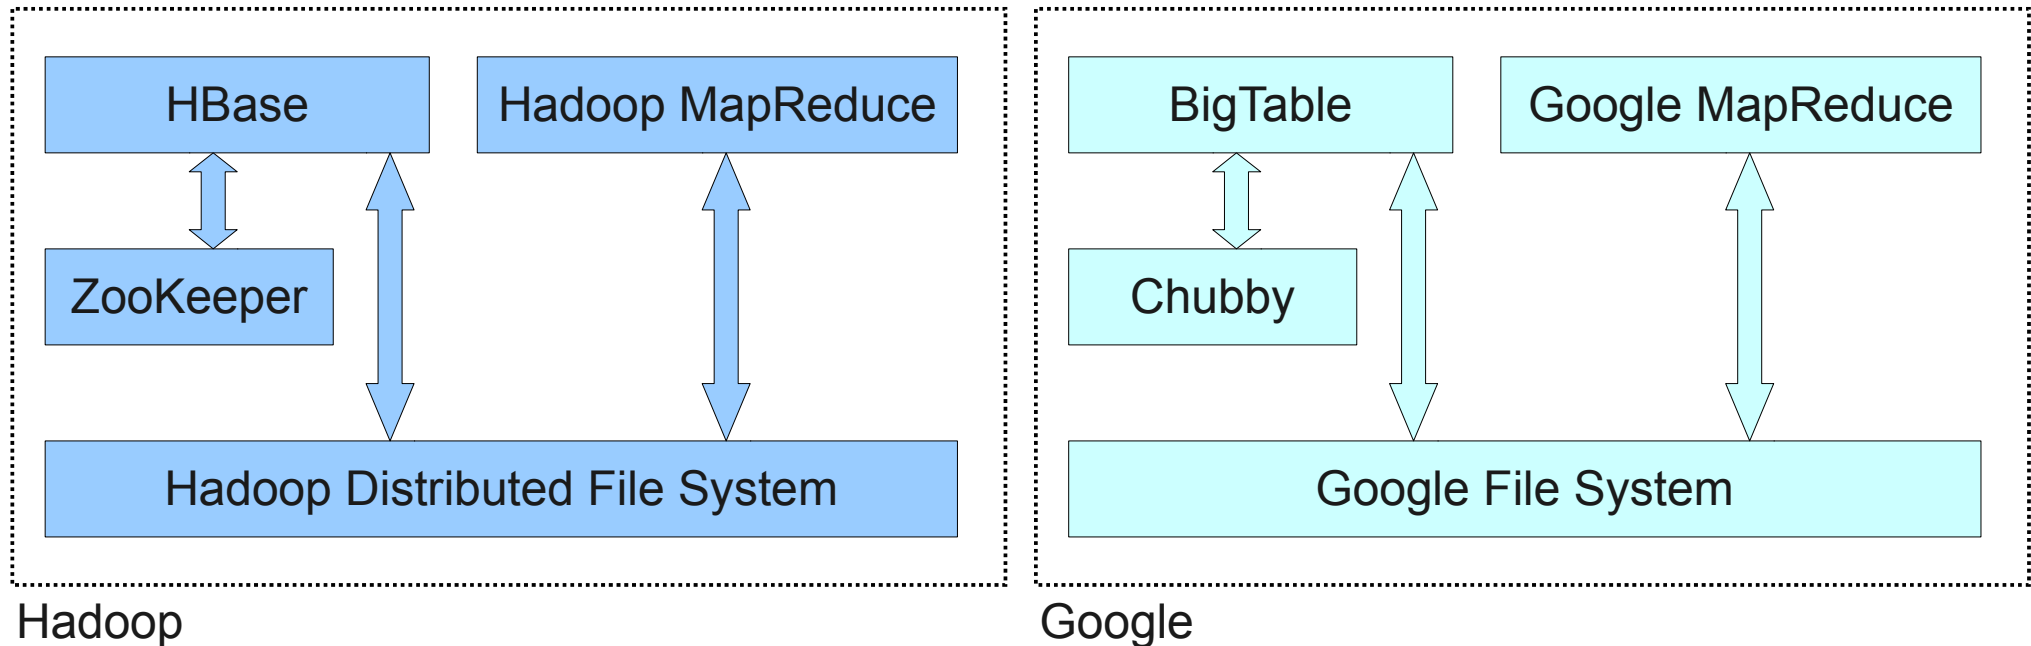 HBase
Hadoop MapReduce
ZooKeeper
Hadoop Distributed File System
Hadoop
BigTable
Google MapReduce
Chubby
Google File System
Google